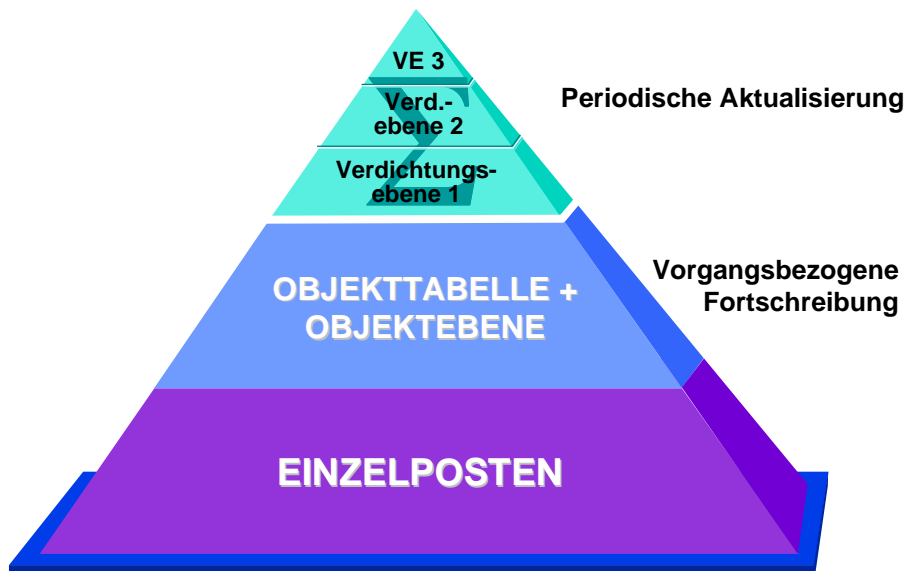 VE 3
Verd.-
ebene 2
Periodische Aktualisierung
Σ
Verdichtungs-
ebene 1
Vorgangsbezogene
Fortschreibung
OBJEKTTABELLE +
OBJEKTEBENE
EINZELPOSTEN